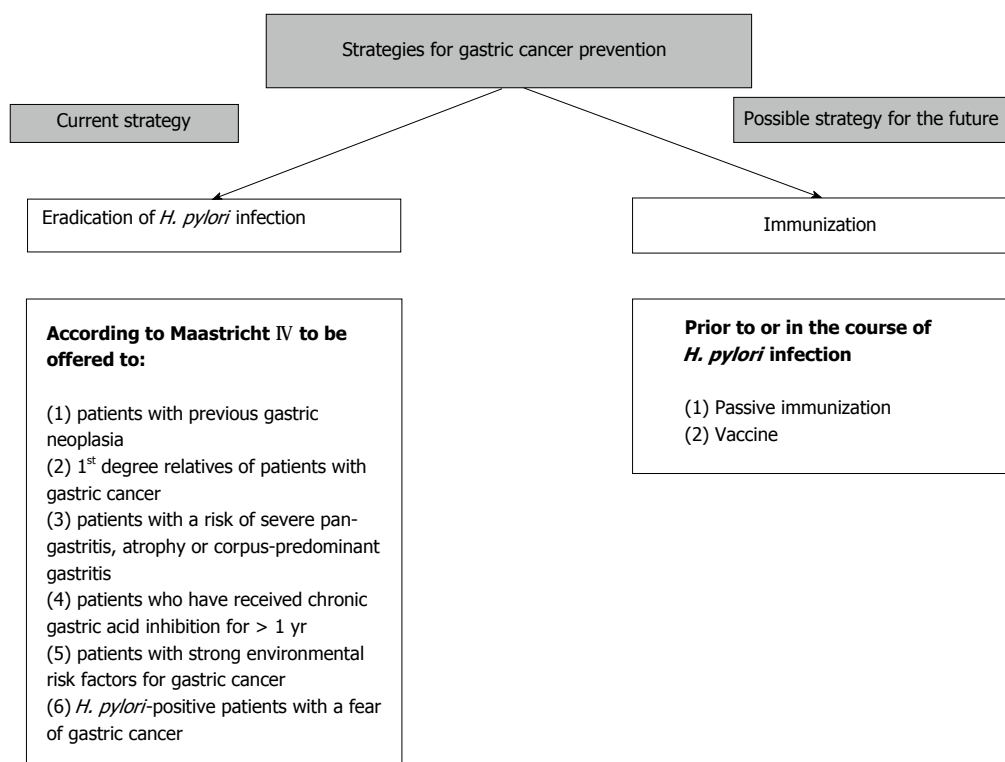 Strategies for gastric cancer prevention
Current strategy
Possible strategy for the future
Eradication of H. pylori infection
Immunization
According to Maastricht Ⅳ to be
offered to:
(1) patients with previous gastric
neoplasia
(2) 1st degree relatives of patients with
gastric cancer
(3) patients with a risk of severe pan-
gastritis, atrophy or corpus-predominant
gastritis
(4) patients who have received chronic
gastric acid inhibition for > 1 yr
(5) patients with strong environmental
risk factors for gastric cancer
(6) H. pylori-positive patients with a fear
of gastric cancer
Prior to or in the course of
H. pylori infection
(1) Passive immunization
(2) Vaccine